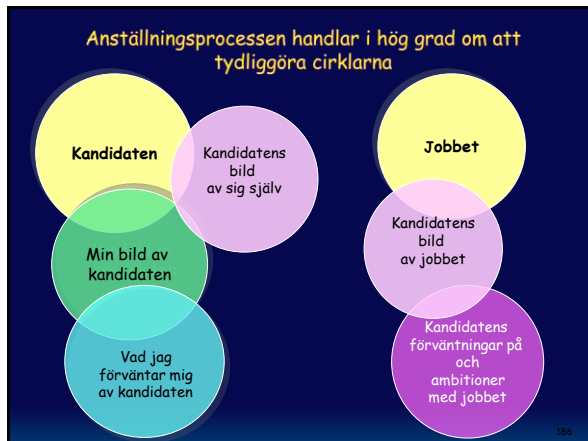 Anställningsprocessen handlar i hög grad om att
tydliggöra cirklarna
Kandidaten
Kandidatens
bild
av sig själv
Min bild av
kandidaten
Vad jag
förväntar mig
av kandidaten
Jobbet
Kandidatens
bild
av jobbet
Kandidatens
förväntningar på
och
ambitioner
med jobbet
186